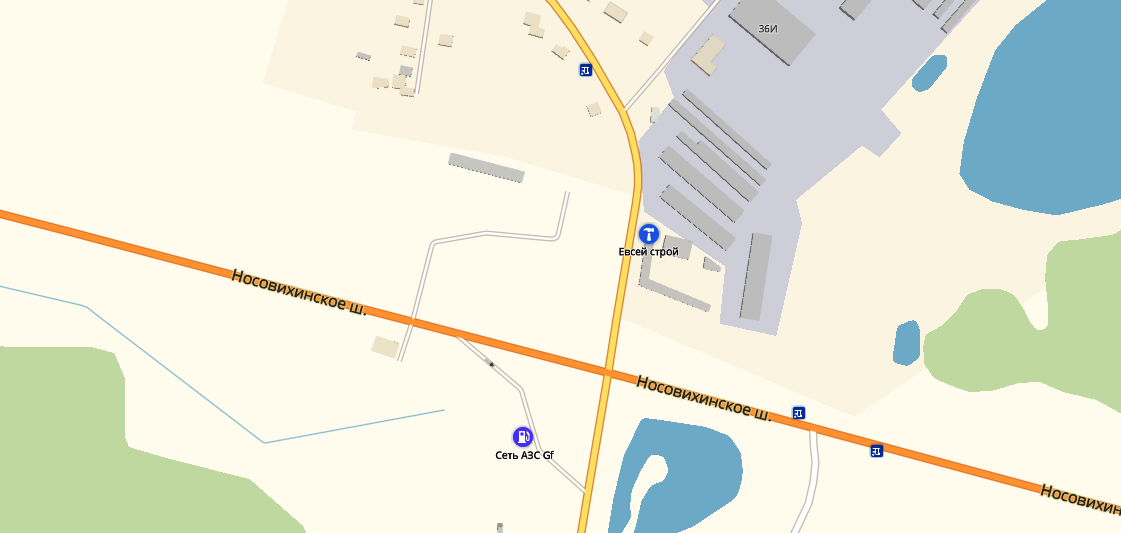 36И
Евсей строй
Носовихинское ш.
Носовихинское ш.
Сеть АЗС Gf
Носовихин